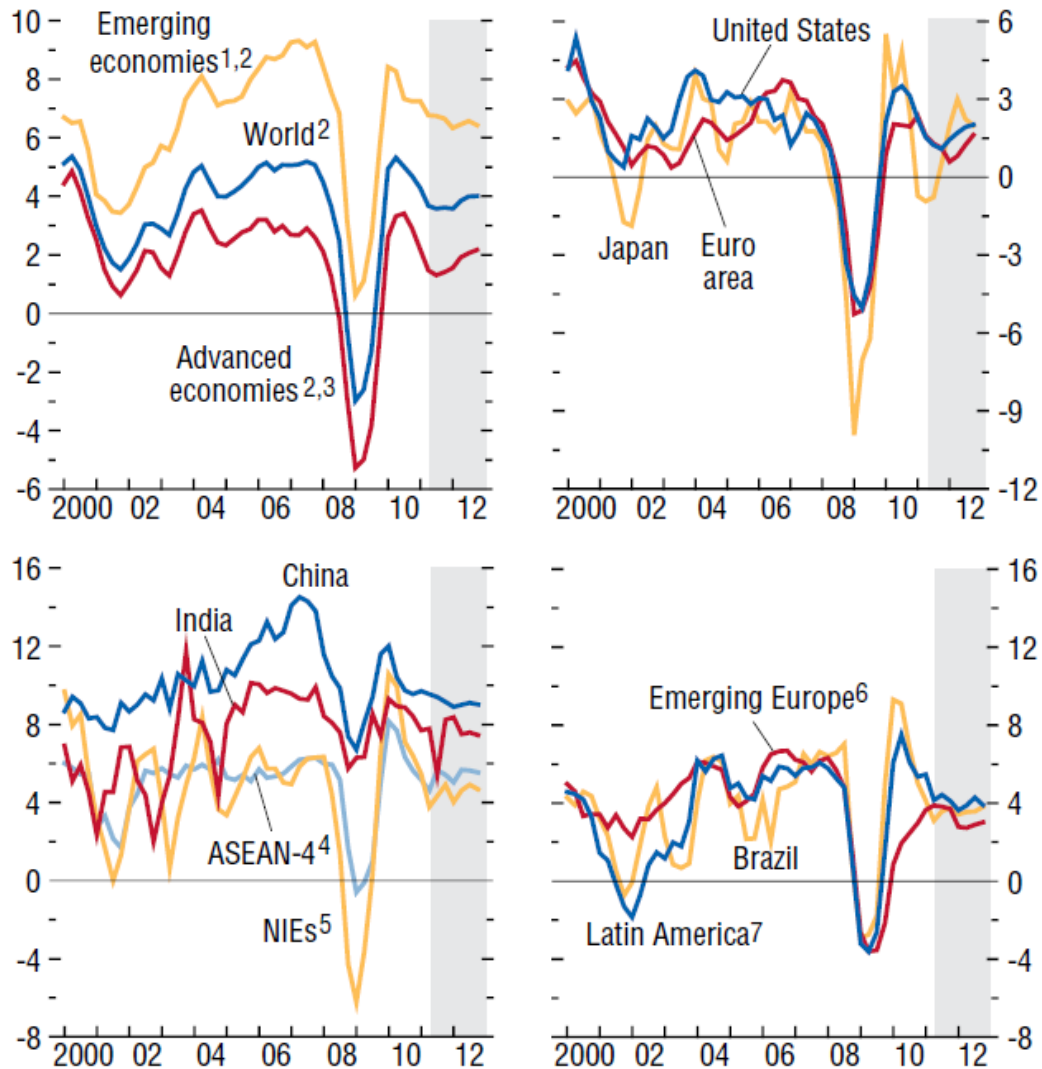 10
8
6
4
2
0
-2
-4
-6
Emerging
economies1,2
World2
Advanced
economies 2,3
2000 02 04 06 08 10 12
6
3
0
-3
-6
-9
-12
United States
Japan
Euro
area
2000 02 04 06 08 10 12
16
12
8
4
0
-4
-8
China
India
ASEAN-44
NIEs5
2000 02 04 06 08 10 12
16
12
8
4
0
-4
-8
Emerging Europe6
Brazil
Latin America7
2000 02 04 06 08 10 12